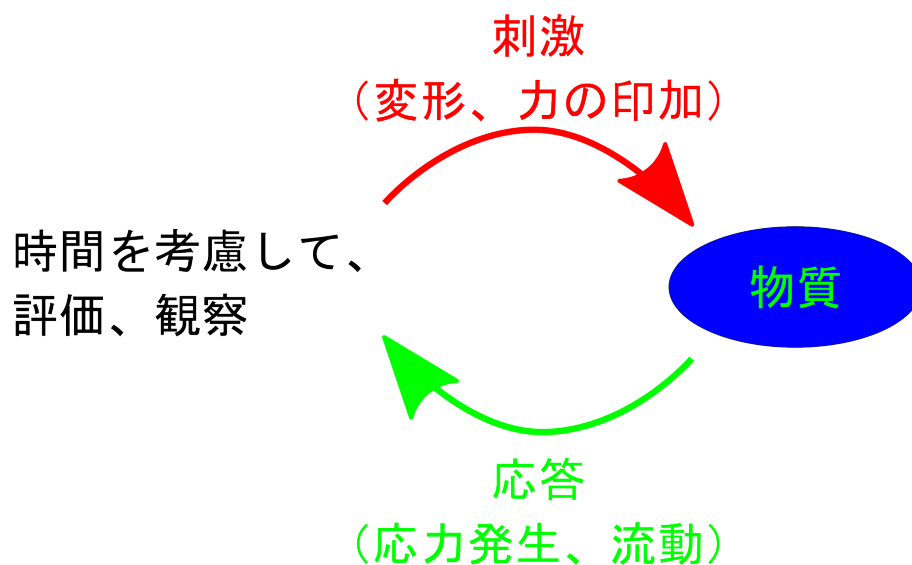 刺激
（変形、力の印加）
時間を考慮して、
評価、観察
物質
応答
（応力発生、流動）